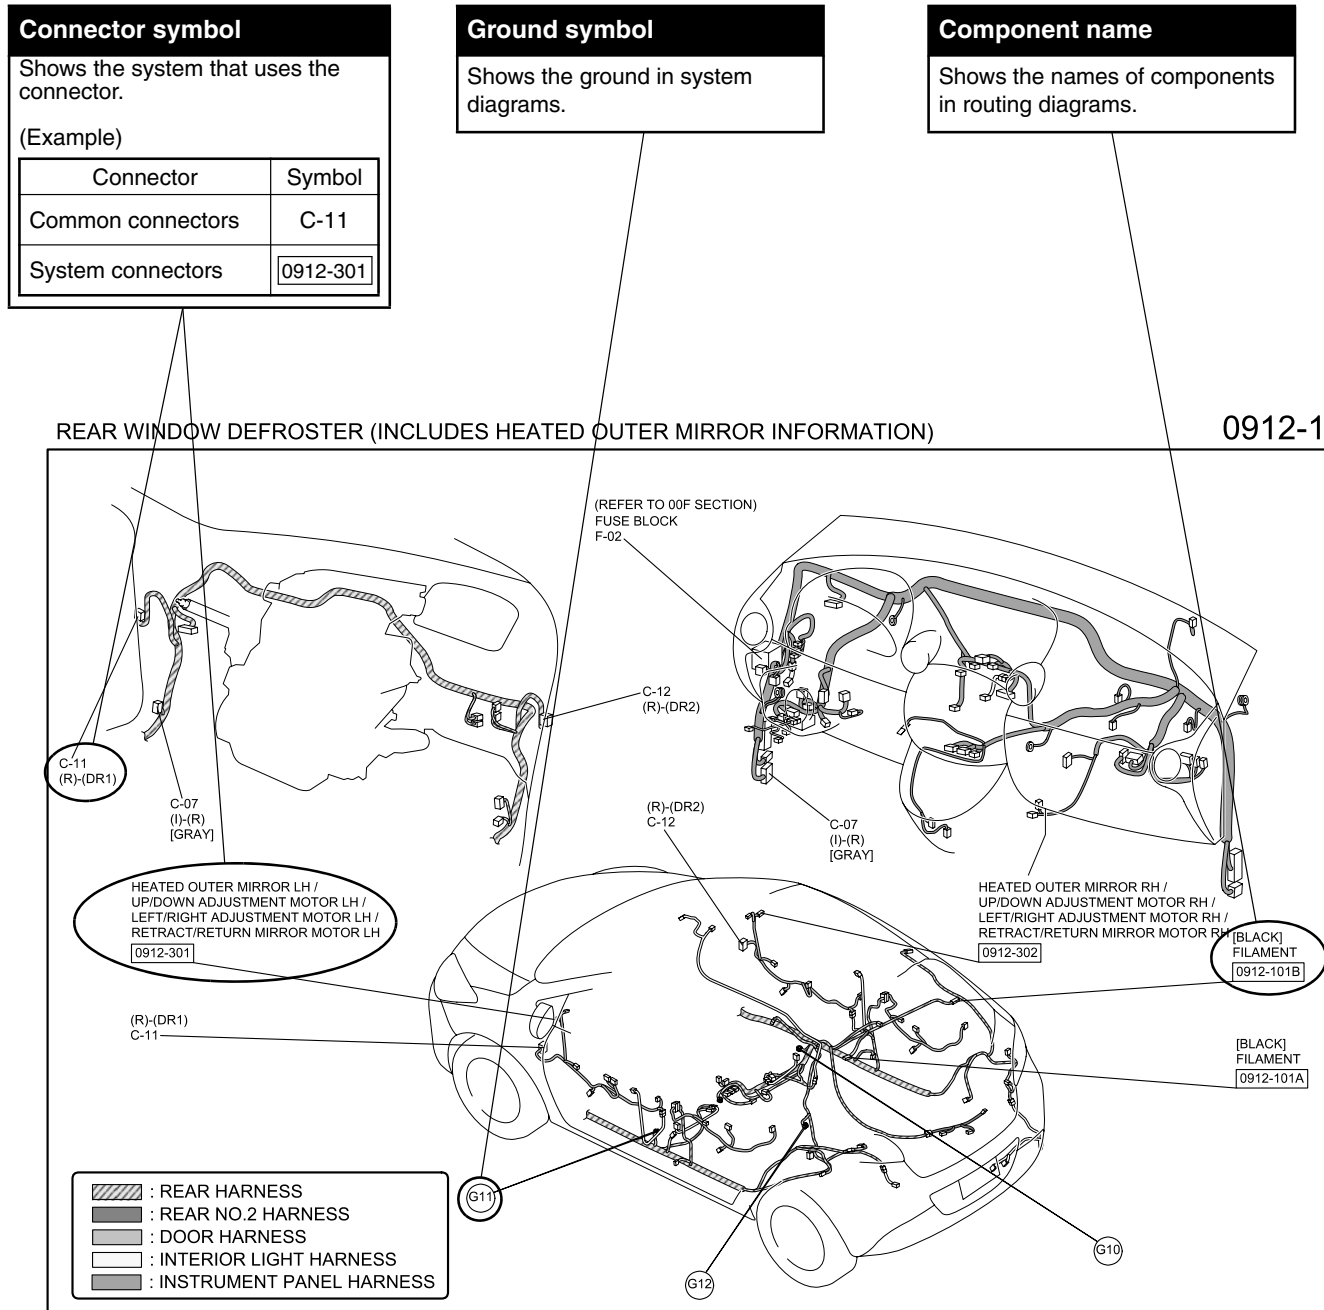 Connector symbol
Shows the system that uses the
connector.
(Example)
Connector Symbol
Common connectors C-11
System connectors 0912-301
Ground symbol
Shows the ground in system
diagrams.
Component name
Shows the names of components
in routing diagrams.
REAR WINDOW DEFROSTER (INCLUDES HEATED OUTER MIRROR INFORMATION) 0912-1
(REFER TO 00F SECTION)
FUSE BLOCK
F-02
C-12
(R)-(DR2)
C-11
(R)-(DR1)
C-07
(I)-(R)
[GRAY]
(R)-(DR2)
C-12
C-07
(I)-(R)
[GRAY]
HEATED OUTER MIRROR LH /
UP/DOWN ADJUSTMENT MOTOR LH /
LEFT/RIGHT ADJUSTMENT MOTOR LH /
RETRACT/RETURN MIRROR MOTOR LH
0912-301
HEATED OUTER MIRROR RH /
UP/DOWN ADJUSTMENT MOTOR RH /
LEFT/RIGHT ADJUSTMENT MOTOR RH /
RETRACT/RETURN MIRROR MOTOR RH
0912-302
[BLACK]
FILAMENT
0912-101B
(R)-(DR1)
C-11
[BLACK]
FILAMENT
0912-101A
: REAR HARNESS
: REAR NO.2 HARNESS
: DOOR HARNESS
: INTERIOR LIGHT HARNESS
: INSTRUMENT PANEL HARNESS
G11
G12
G10